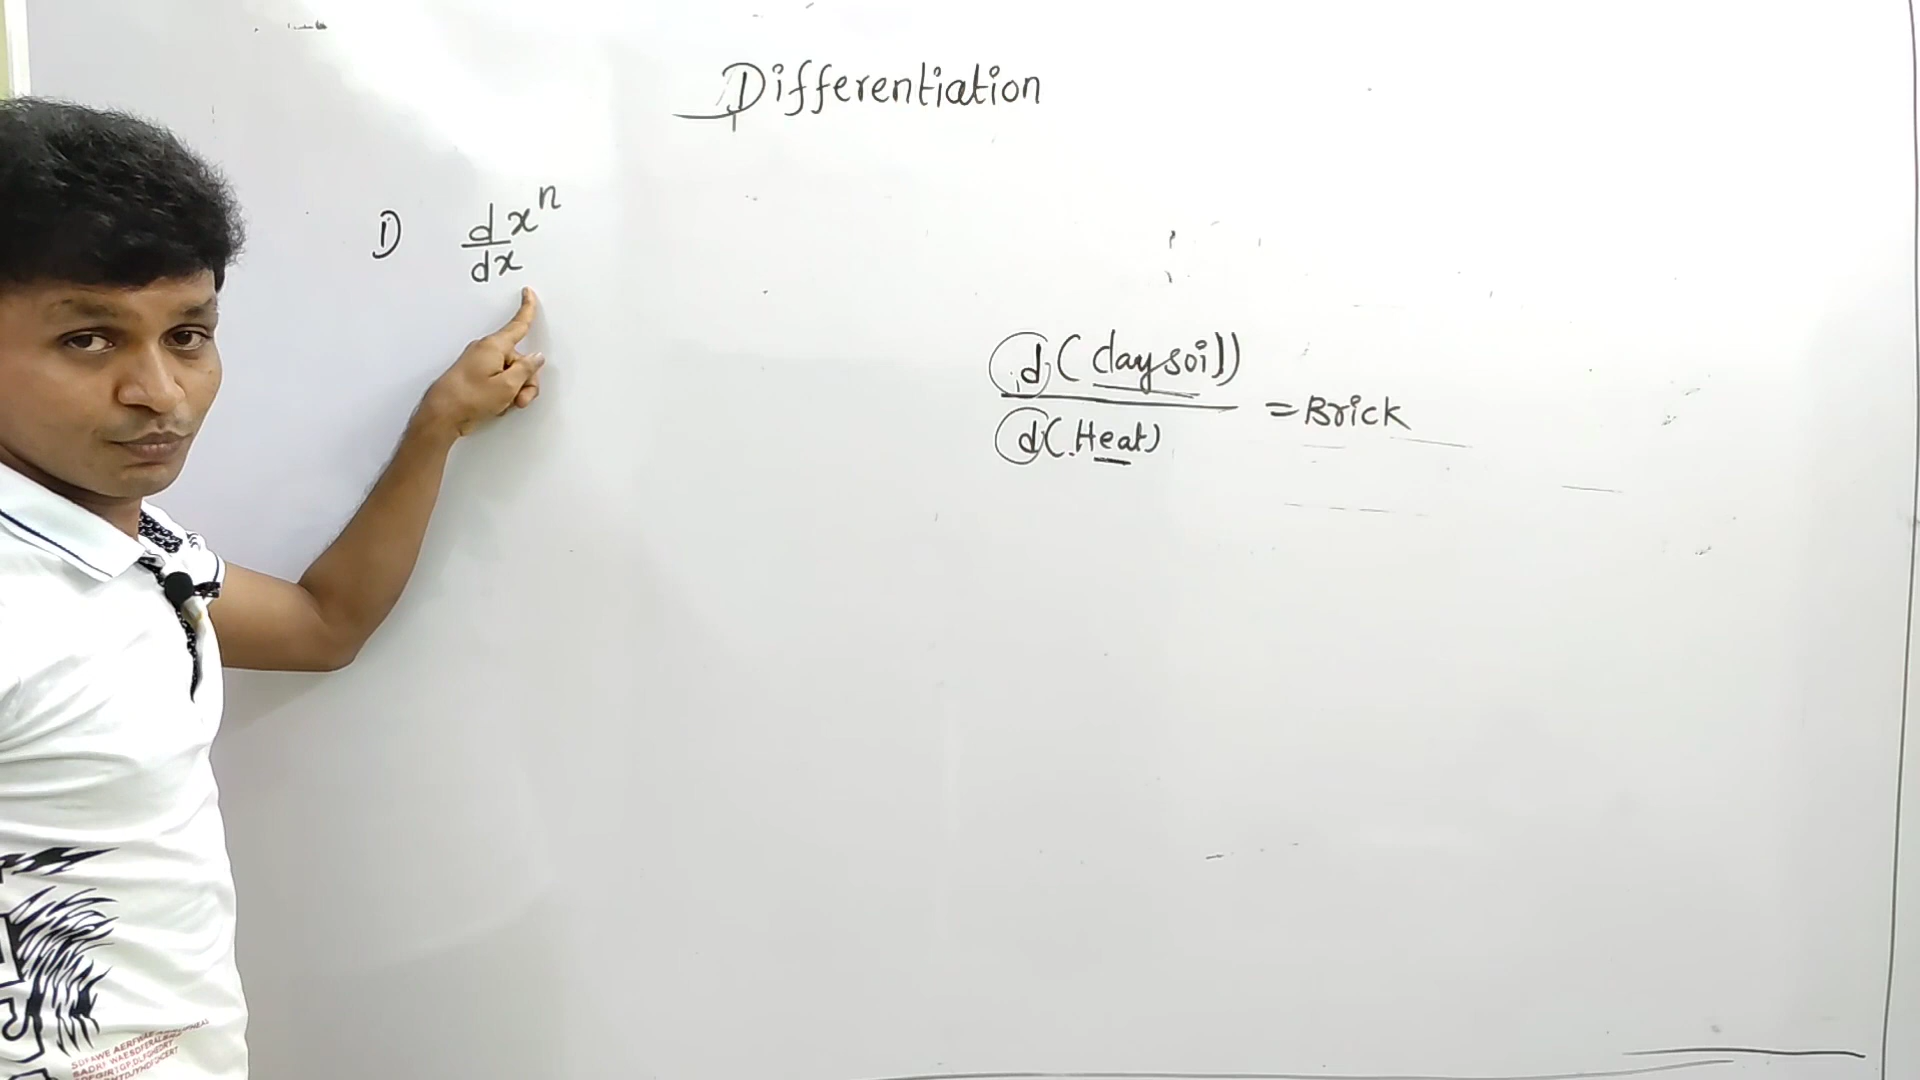 Differentiation
1) d/dx x^n
d (clay soil) / d (Heat) = Brick